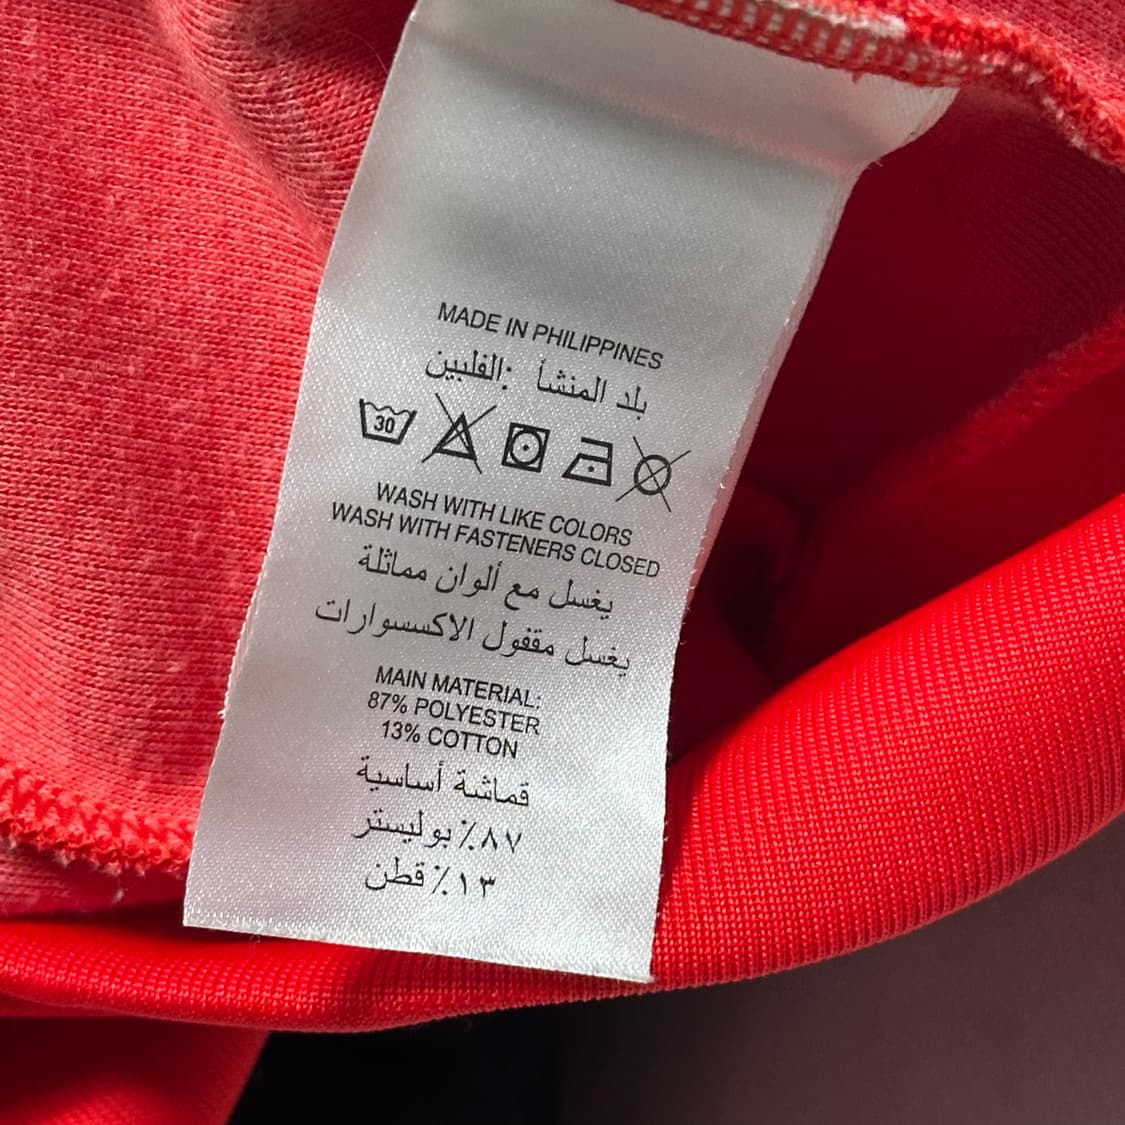 MADE IN PHILIPPINES
بلد المنشأ :الفلبين
30
WASH WITH LIKE COLORS
WASH WITH FASTENERS CLOSED
يغسل مع ألوان مماثلة
يغسل مقفول الاكسسوارات
MAIN MATERIAL:
87% POLYESTER
13% COTTON
قماشة أساسية
٨٧٪ بوليستر
١٣٪ قطن